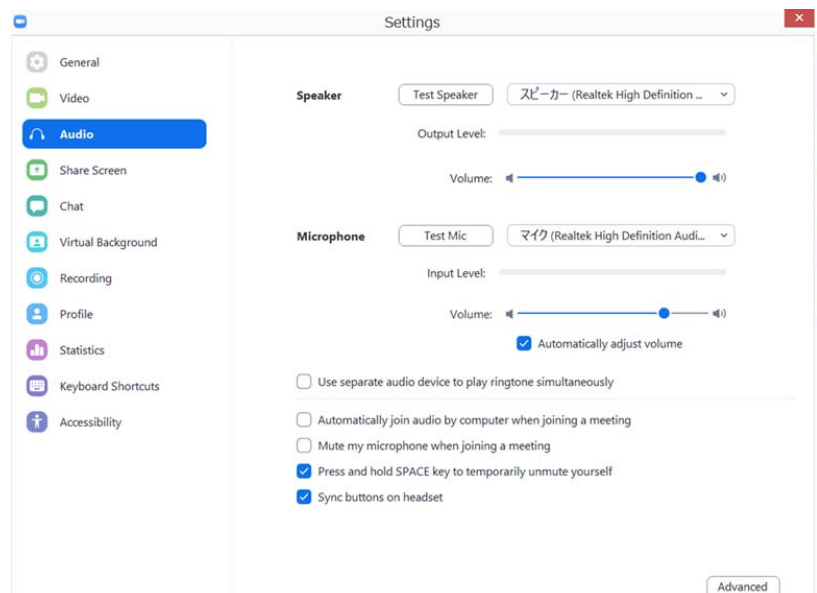 Settings
General
Video
Audio
Share Screen
Chat
Virtual Background
Recording
Profile
Statistics
Keyboard Shortcuts
Accessibility
Speaker
Test Speaker
スピーカー (Realtek High Definition ...
Output Level:
Volume:
Microphone
Test Mic
マイク (Realtek High Definition Audi...
Input Level:
Volume:
Automatically adjust volume
Use separate audio device to play ringtone simultaneously
Automatically join audio by computer when joining a meeting
Mute my microphone when joining a meeting
Press and hold SPACE key to temporarily unmute yourself
Sync buttons on headset
Advanced